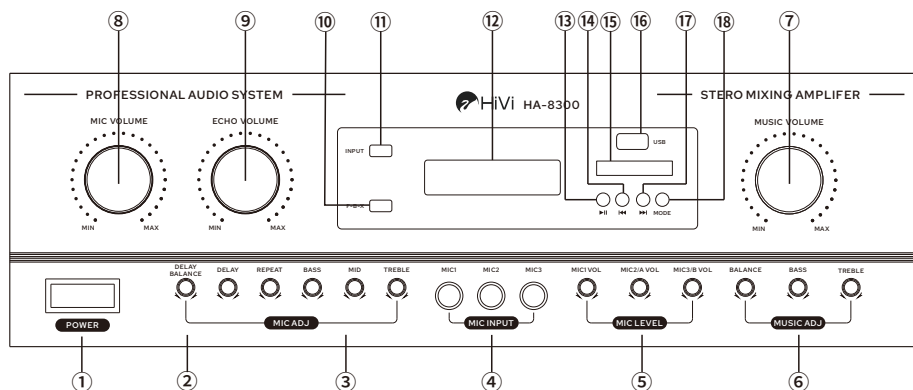 ⑧ ⑨ ⑩ ⑪ ⑫ ⑬ ⑭ ⑮ ⑯ ⑰ ⑱ ⑦
PROFESSIONAL AUDIO SYSTEM
HiVi HA-8300
STERO MIXING AMPLIFER
MIC VOLUME
ECHO VOLUME
MUSIC VOLUME
INPUT
USB
F-B-X
MODE
MIN MAX
MIN MAX
MIN MAX
DELAY BALANCE
DELAY
REPEAT
BASS
MID
TREBLE
MIC1
MIC2
MIC3
MIC1 VOL
MIC2/A VOL
MIC3/B VOL
BALANCE
BASS
TREBLE
POWER
MIC ADJ
MIC INPUT
MIC LEVEL
MUSIC ADJ
① ② ③ ④ ⑤ ⑥